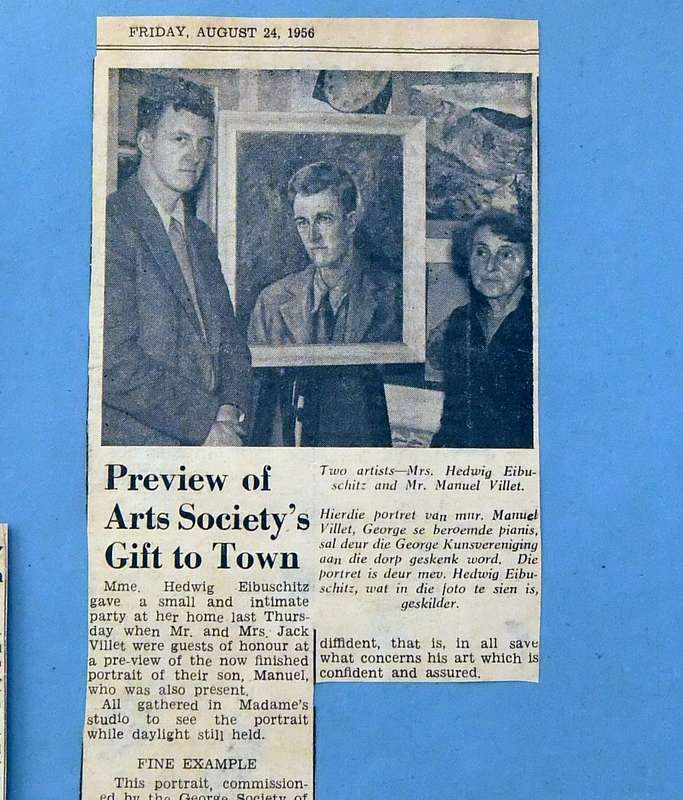 FRIDAY, AUGUST 24, 1956
Preview of
Arts Society's
Gift to Town
Mme. Hedwig Eibuschitz
gave a small and intimate
party at her home last Thurs-
day when Mr. and Mrs. Jack
Villet were guests of honour at
a pre-view of the now finished
portrait of their son, Manuel,
who was also present.
All gathered in Madame's
studio to see the portrait
while daylight still held.
FINE EXAMPLE
This portrait, commission-
ed by the George Society of
Two artists—Mrs. Hedwig Eibu-
schitz and Mr. Manuel Villet.
Hierdie portret van mnr. Manuel
Villet, George se beroemde pianis,
sal deur die George Kunsvereniging
aan die dorp geskenk word. Die
portret is deur mev. Hedwig Eibu-
schitz, wat in die foto te sien is,
geskilder.
diffident, that is, in all save
what concerns his art which is
confident and assured.